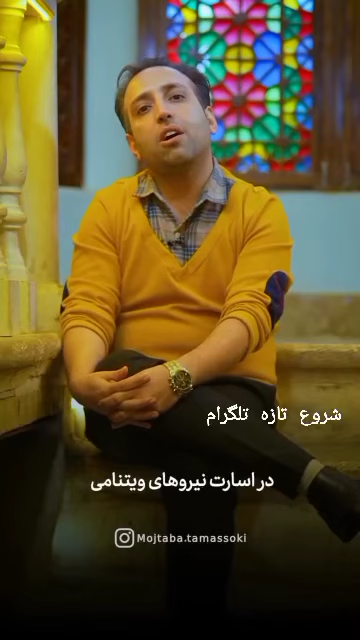 شروع تازه تلگرام
در اسارت نیروهای ویتنامی
Mojtaba.tamassoki